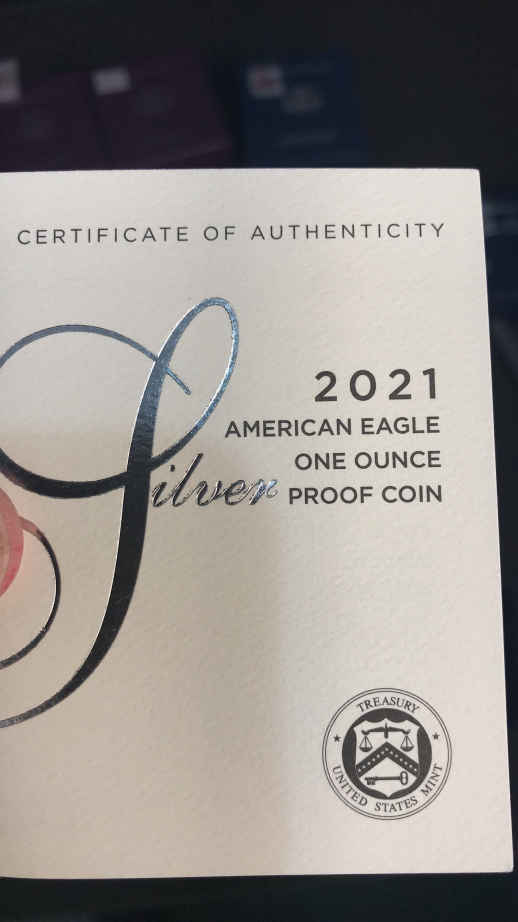 CERTIFICATE OF AUTHENTICITY
2021
AMERICAN EAGLE
ONE OUNCE
Silver PROOF COIN
TREASURY
UNITED STATES MINT